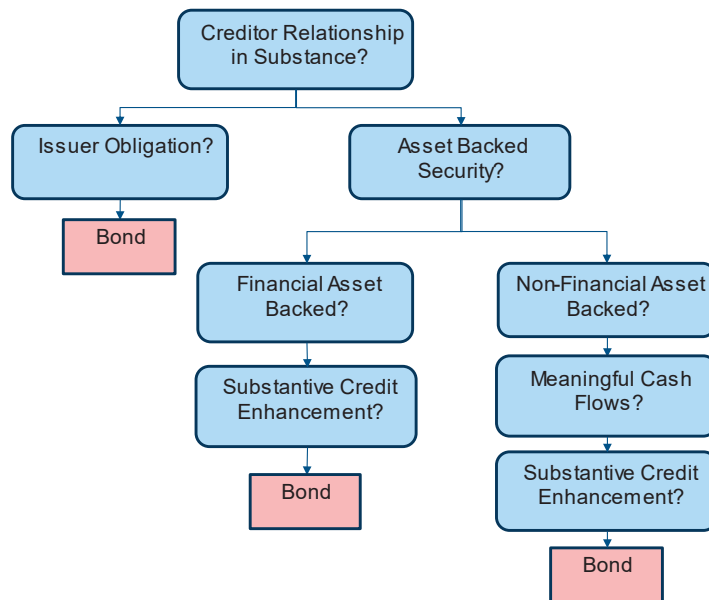 Creditor Relationship
in Substance?
Issuer Obligation?
Asset Backed
Security?
Bond
Financial Asset
Backed?
Non-Financial Asset
Backed?
Substantive Credit
Enhancement?
Meaningful Cash
Flows?
Bond
Substantive Credit
Enhancement?
Bond